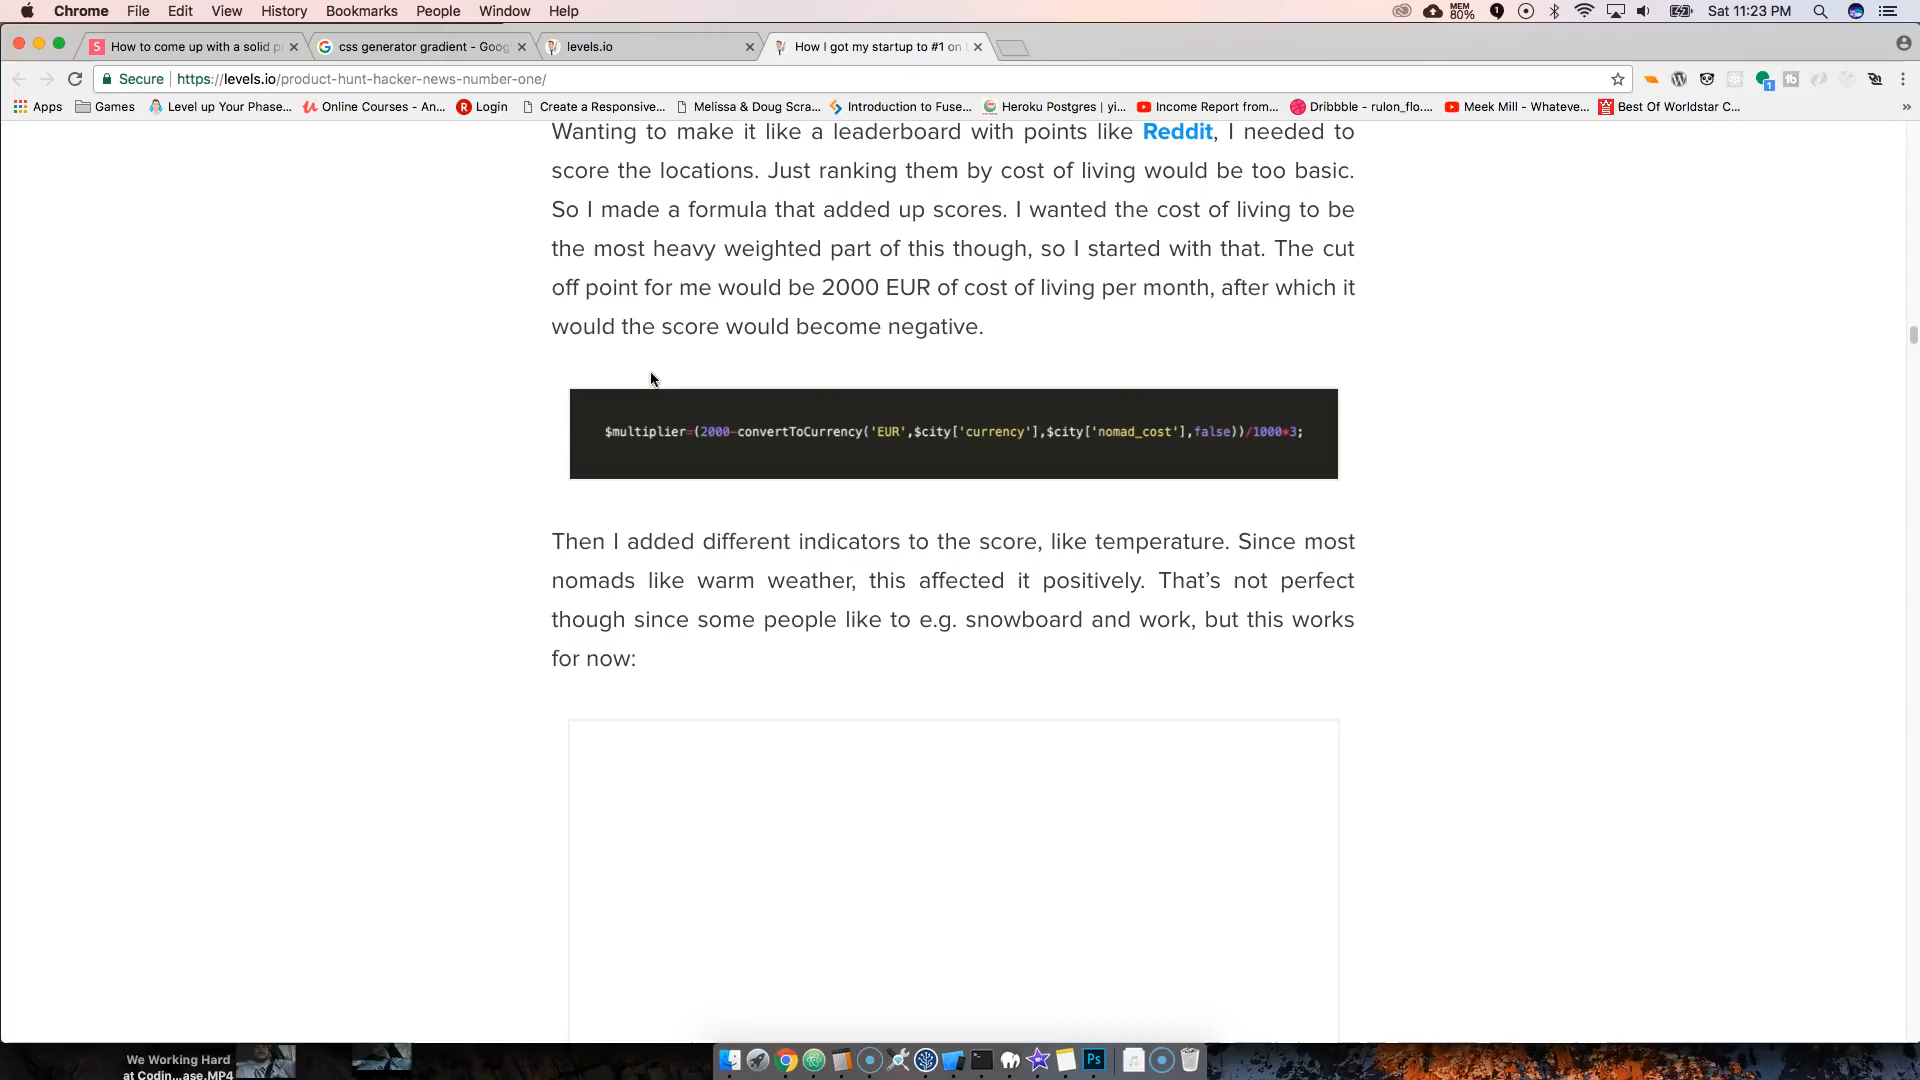 Chrome File Edit View History Bookmarks People Window Help MEM 80% Sat 11:23 PM
How to come up with a solid p css generator gradient - Goog levels.io How I got my startup to #1 on
Secure https://levels.io/product-hunt-hacker-news-number-one/
Apps Games Level up Your Phase... Online Courses - An... Login Create a Responsive... Melissa & Doug Scra... Introduction to Fuse... Heroku Postgres | yi... Income Report from... Dribbble - rulon_flo.... Meek Mill - Whateve... Best Of Worldstar C... »
Wanting to make it like a leaderboard with points like Reddit, I needed to
score the locations. Just ranking them by cost of living would be too basic.
So I made a formula that added up scores. I wanted the cost of living to be
the most heavy weighted part of this though, so I started with that. The cut
off point for me would be 2000 EUR of cost of living per month, after which it
would the score would become negative.
$multiplier=(2000-convertToCurrency('EUR',$city['currency'],$city['nomad_cost'],false))/1000*3;
Then I added different indicators to the score, like temperature. Since most
nomads like warm weather, this affected it positively. That's not perfect
though since some people like to e.g. snowboard and work, but this works
for now:
We Working Hard
at Codin...ase.MP4
Ps